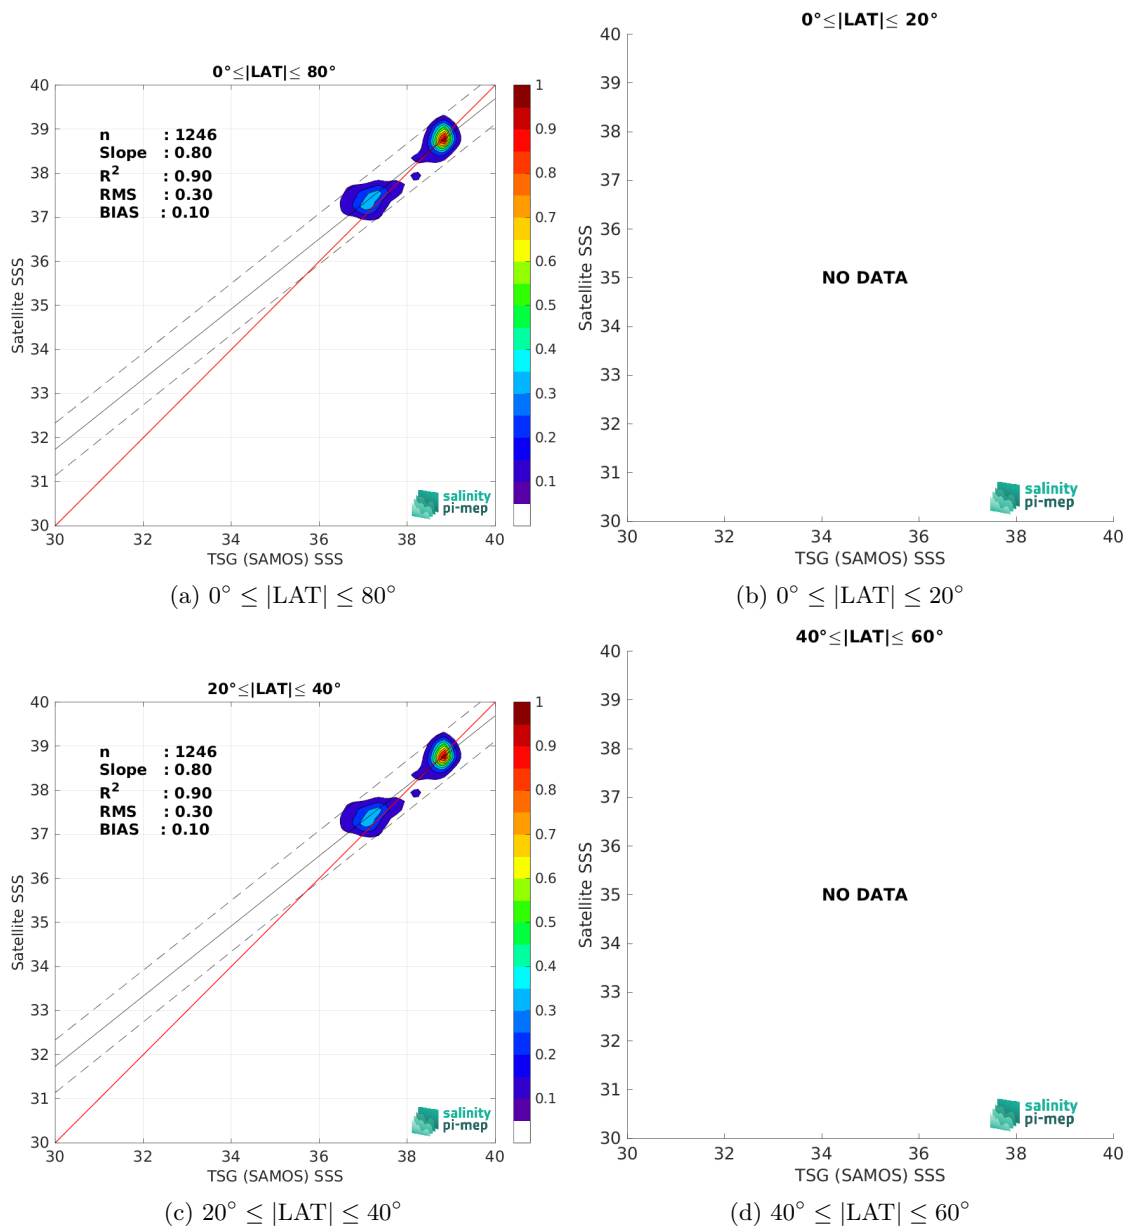 0°≤|LAT|≤ 80°
40
39
38
37
36
35
34
33
32
31
30
30 32 34 36 38 40
Satellite SSS
TSG (SAMOS) SSS
n : 1246
Slope : 0.80
R² : 0.90
RMS : 0.30
BIAS : 0.10
1
0.9
0.8
0.7
0.6
0.5
0.4
0.3
0.2
0.1
salinity
pi-mep
(a) 0° ≤ |LAT| ≤ 80°
0°≤|LAT|≤ 20°
40
39
38
37
36
35
34
33
32
31
30
30 32 34 36 38 40
Satellite SSS
TSG (SAMOS) SSS
NO DATA
salinity
pi-mep
(b) 0° ≤ |LAT| ≤ 20°
20°≤|LAT|≤ 40°
40
39
38
37
36
35
34
33
32
31
30
30 32 34 36 38 40
Satellite SSS
TSG (SAMOS) SSS
n : 1246
Slope : 0.80
R² : 0.90
RMS : 0.30
BIAS : 0.10
1
0.9
0.8
0.7
0.6
0.5
0.4
0.3
0.2
0.1
salinity
pi-mep
(c) 20° ≤ |LAT| ≤ 40°
40°≤|LAT|≤ 60°
40
39
38
37
36
35
34
33
32
31
30
30 32 34 36 38 40
Satellite SSS
TSG (SAMOS) SSS
NO DATA
salinity
pi-mep
(d) 40° ≤ |LAT| ≤ 60°